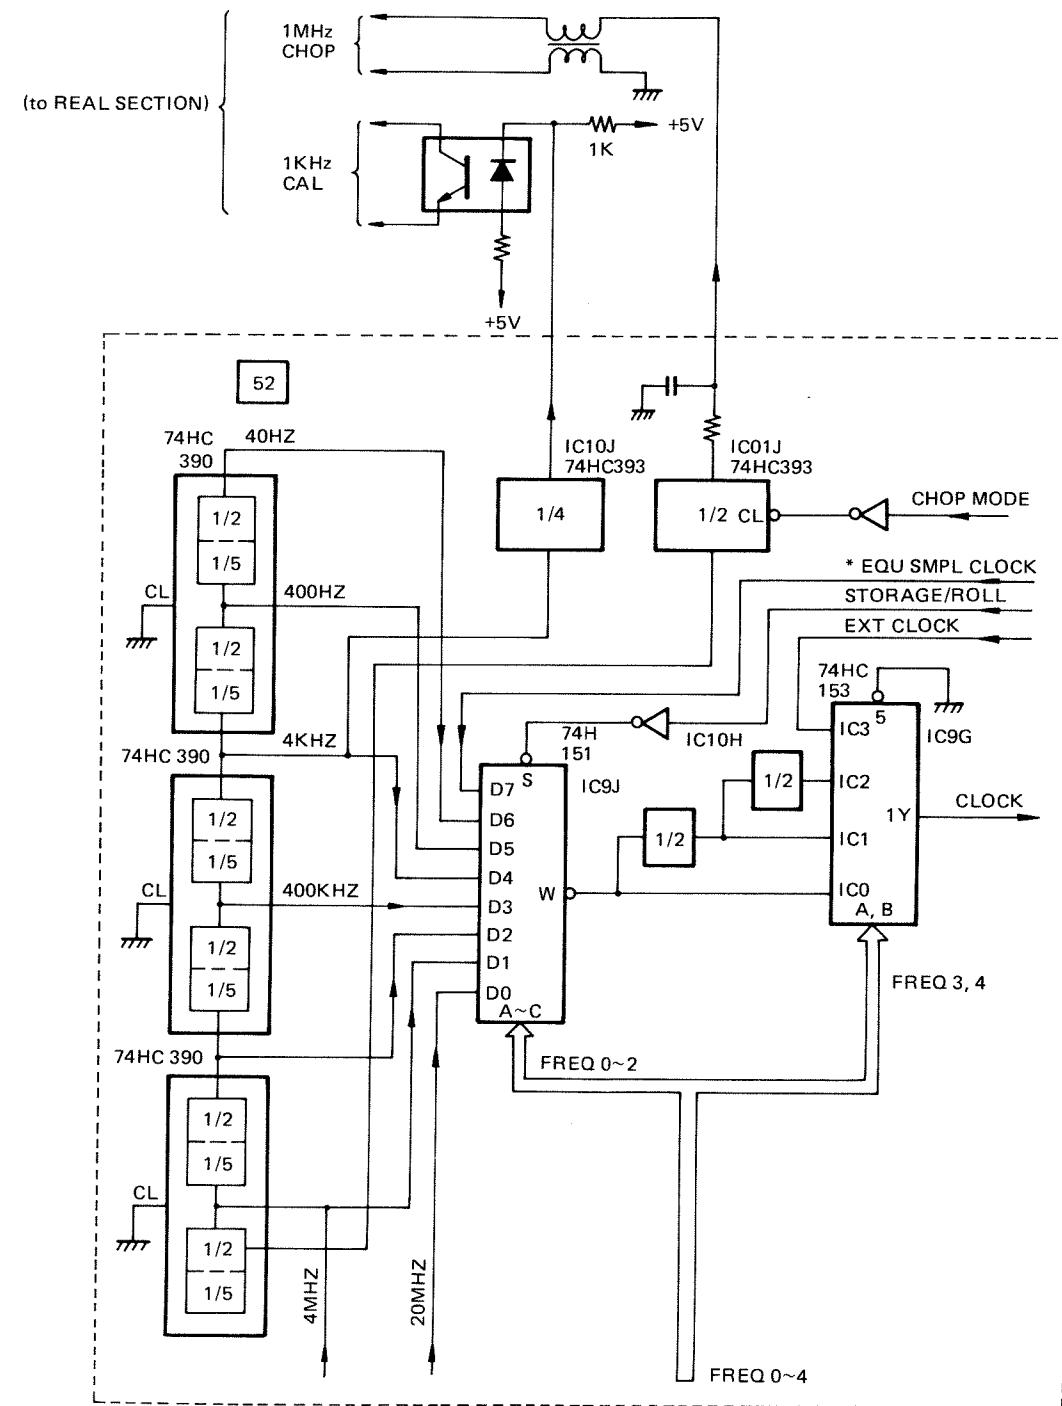 1MHz
CHOP
(to REAL SECTION)
1KHz
CAL
+5V
1K
+5V
52
74HC
390
40HZ
IC10J
74HC393
IC01J
74HC393
1/2
1/5
1/4
1/2 CL
CHOP MODE
* EQU SMPL CLOCK
STORAGE/ROLL
EXT CLOCK
CL
400HZ
1/2
1/5
74HC
153
5
IC3
IC9G
74HC 390
4KHZ
74H
151
IC10H
S
IC9J
1/2
IC2
1/2
1/5
D7
D6
D5
D4
D3
D2
D1
D0
A~C
W
1/2
IC1
1Y
CLOCK
IC0
A, B
CL
400KHZ
1/2
1/5
FREQ 3, 4
74HC 390
FREQ 0~2
1/2
1/5
CL
1/2
1/5
4MHZ
20MHZ
FREQ 0~4